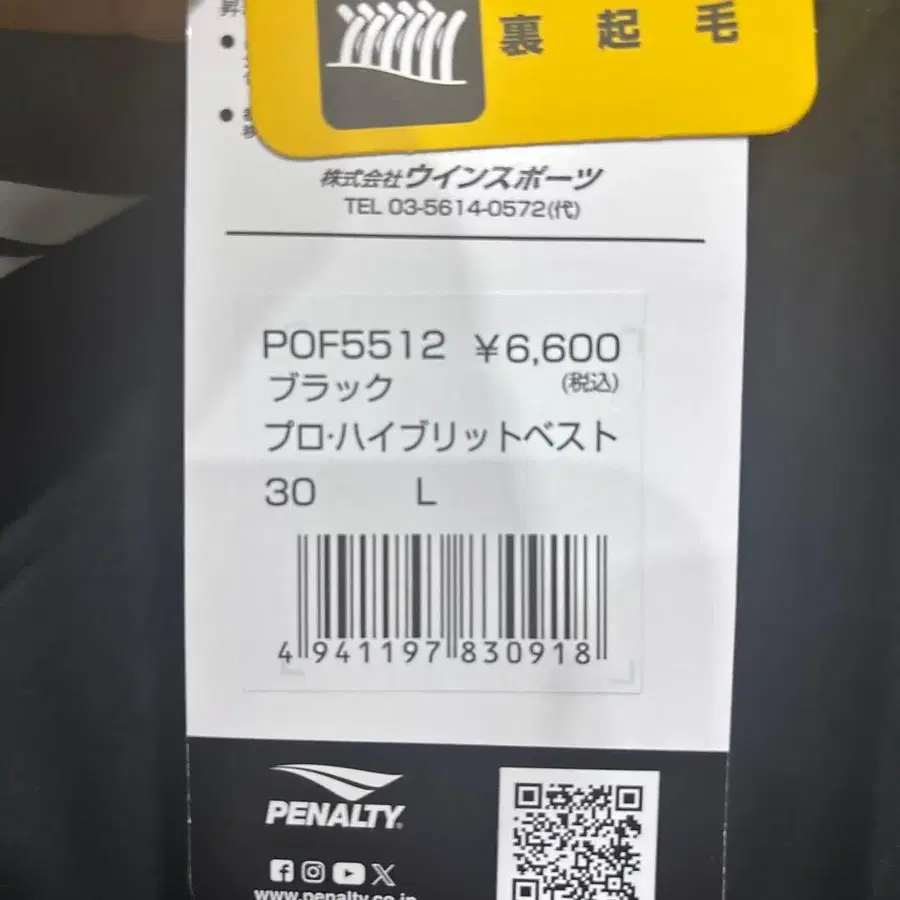 裏起毛
株式会社ウインスポーツ
TEL 03-5614-0572(代)
POF5512 ¥6,600
ブラック (税込)
プロ・ハイブリットベスト
30 L
4 941197 830918
PENALTY
www.penalty.co.jp